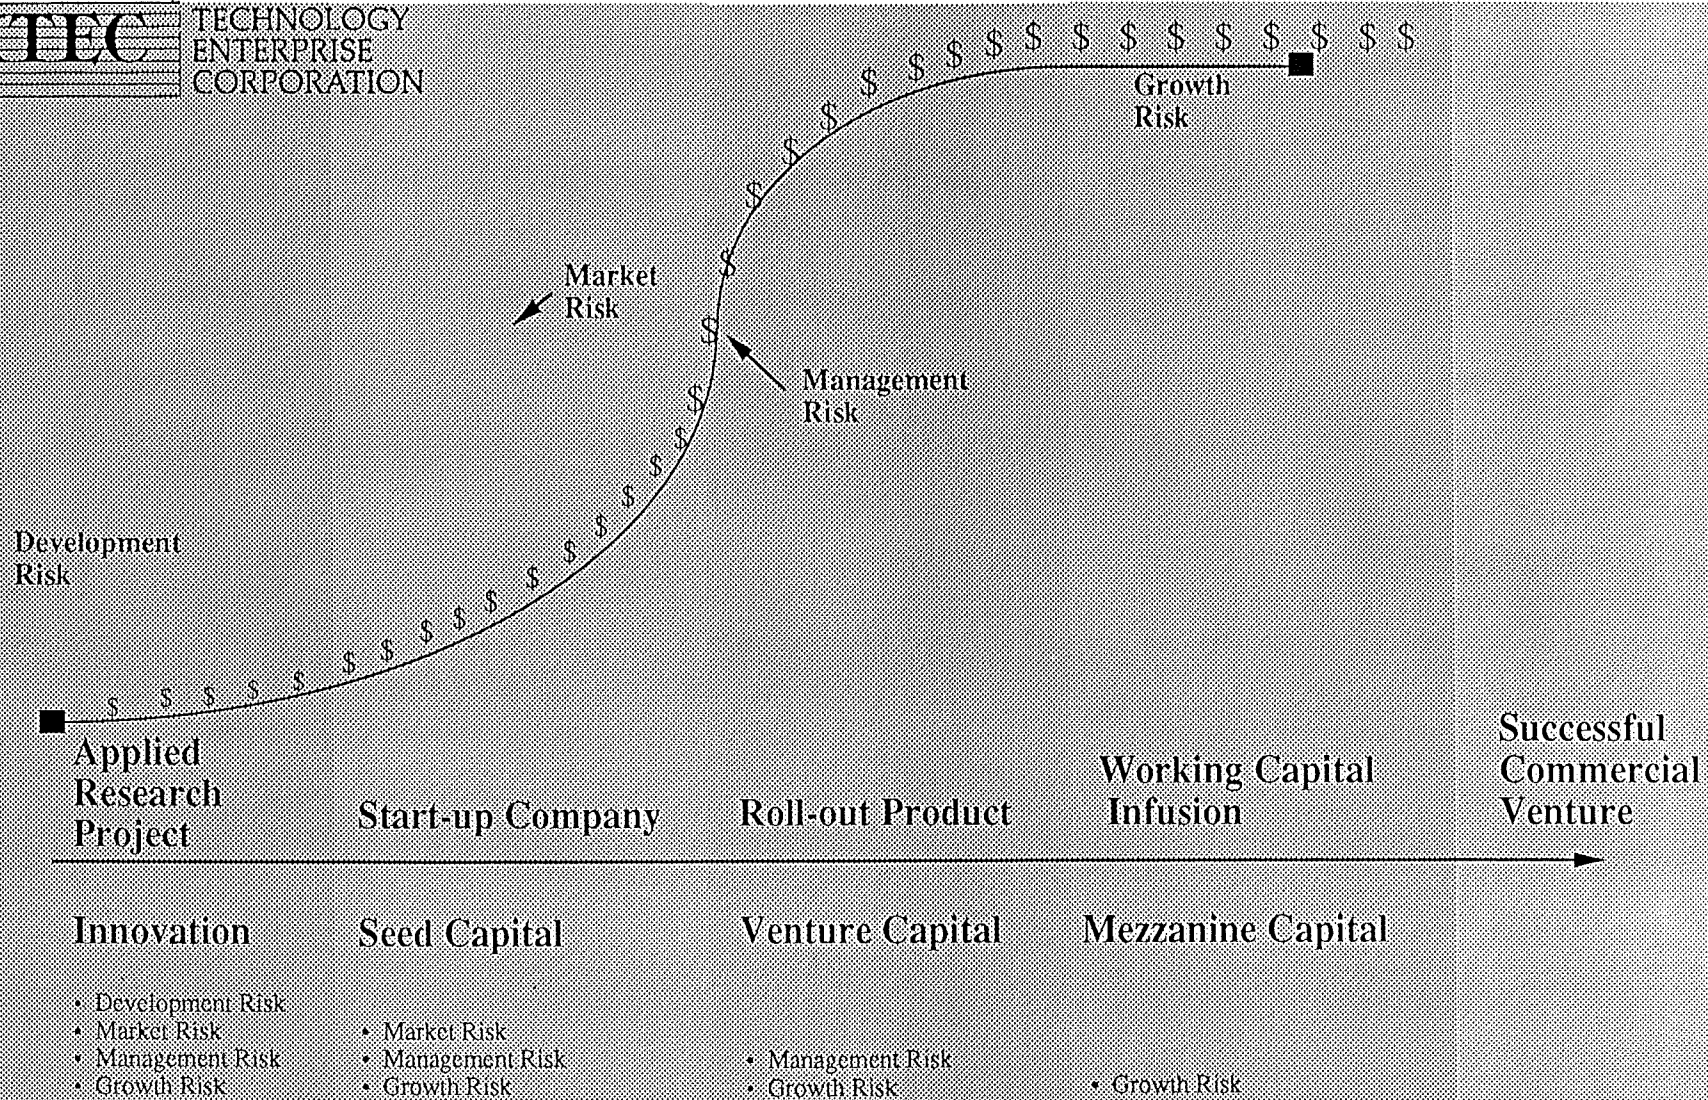 TEC
TECHNOLOGY
ENTERPRISE
CORPORATION
$ $ $ $ $ $ $ $ $ $ $ $ $ $ $ $ $ $ $ $ $ $ $ $ $ $ $ $ $ $ $ $ $ $ $ $
Growth
Risk
Market
Risk
Management
Risk
Development
Risk
Applied
Research
Project
Start-up Company
Roll-out Product
Working Capital
Infusion
Successful
Commercial
Venture
Innovation
Seed Capital
Venture Capital
Mezzanine Capital
• Development Risk
• Market Risk
• Management Risk
• Growth Risk
• Market Risk
• Management Risk
• Growth Risk
• Management Risk
• Growth Risk
• Growth Risk